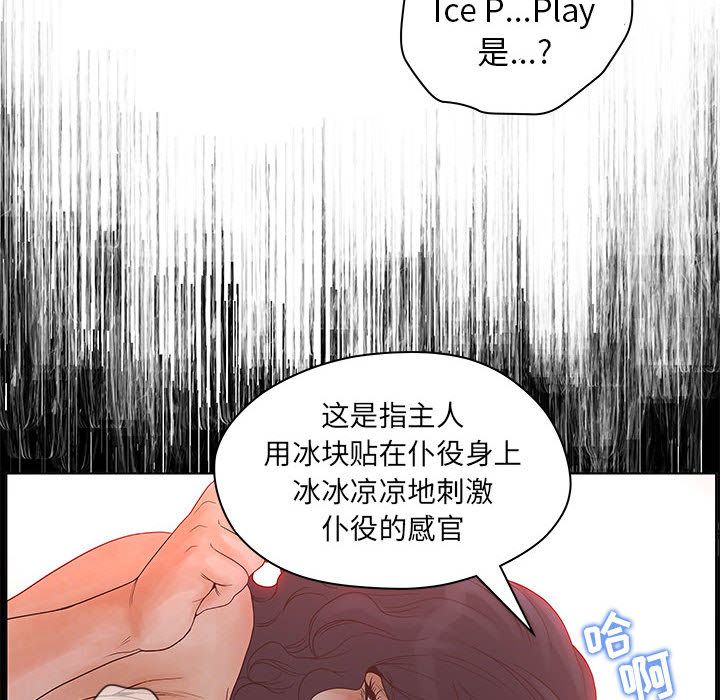 Ice P...Play
是...?
这是指主人
用冰块贴在仆役身上
冰冰凉凉地刺激
仆役的感官
哈
啊